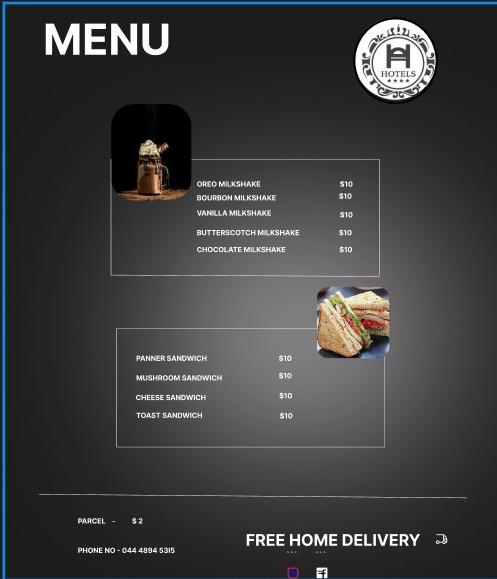 MENU
HOTELS
OREO MILKSHAKE $10
BOURBON MILKSHAKE $10
VANILLA MILKSHAKE $10
BUTTERSCOTCH MILKSHAKE $10
CHOCOLATE MILKSHAKE $10
PANNER SANDWICH $10
MUSHROOM SANDWICH $10
CHEESE SANDWICH $10
TOAST SANDWICH $10
PARCEL - $ 2
FREE HOME DELIVERY
PHONE NO - 044 4894 5315